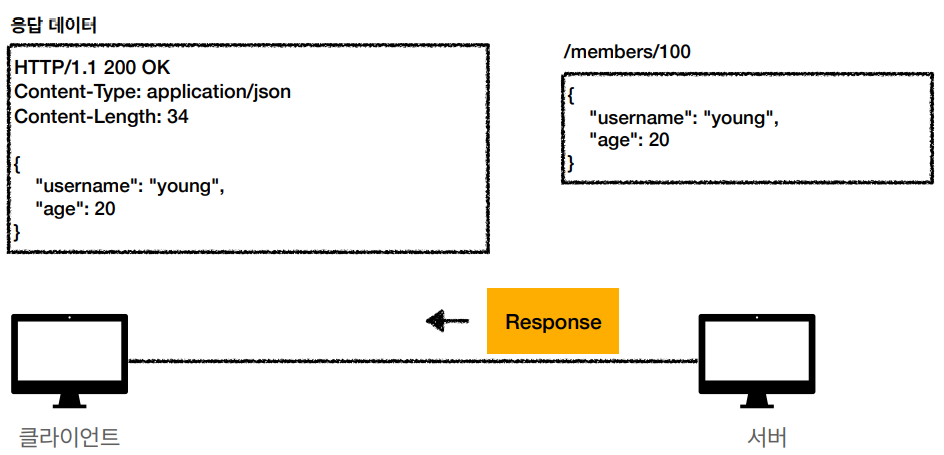 응답 데이터
HTTP/1.1 200 OK
Content-Type: application/json
Content-Length: 34
{
"username": "young",
"age": 20
}
/members/100
{
"username": "young",
"age": 20
}
Response
클라이언트
서버